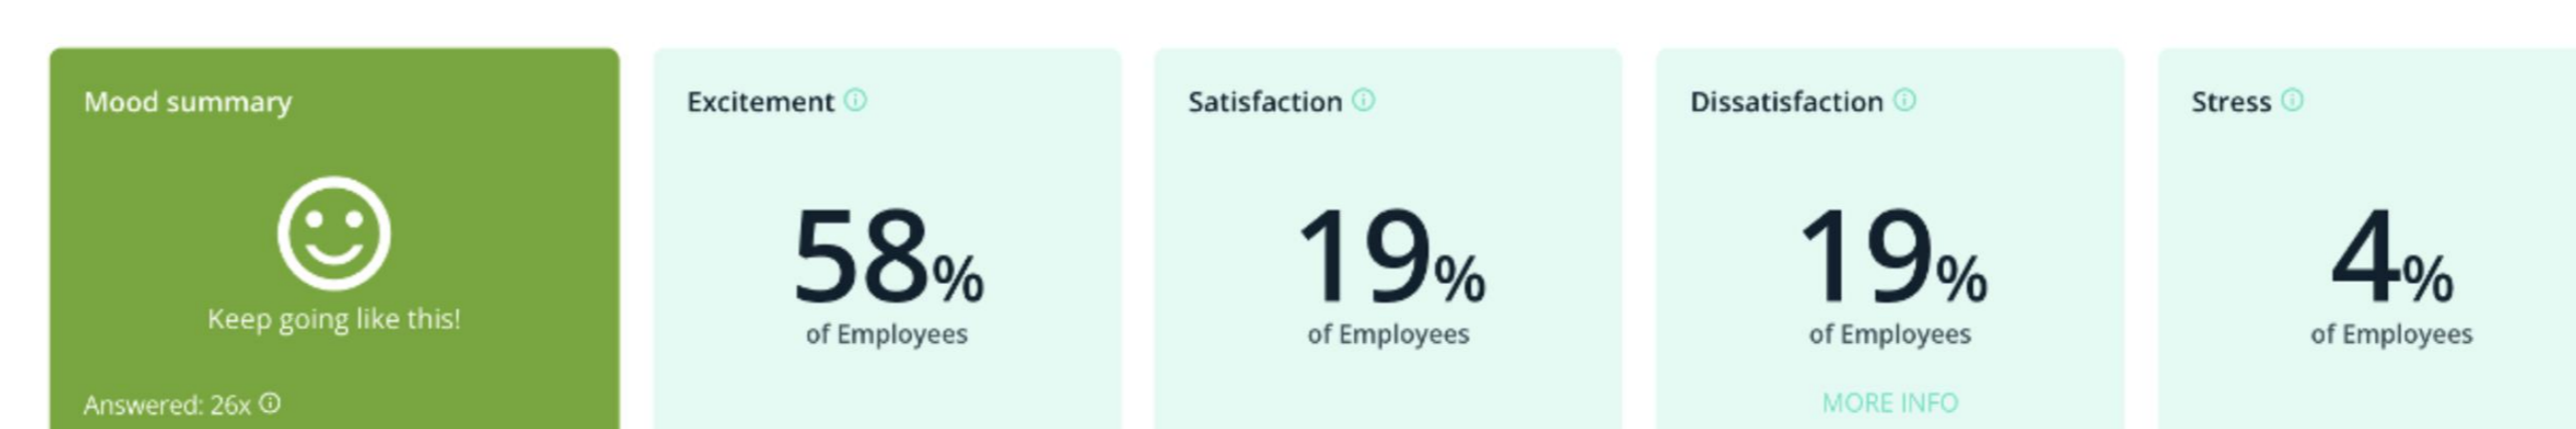 Mood summary
Keep going like this!
Answered: 26x
Excitement
58%
of Employees
Satisfaction
19%
of Employees
Dissatisfaction
19%
of Employees
MORE INFO
Stress
4%
of Employees